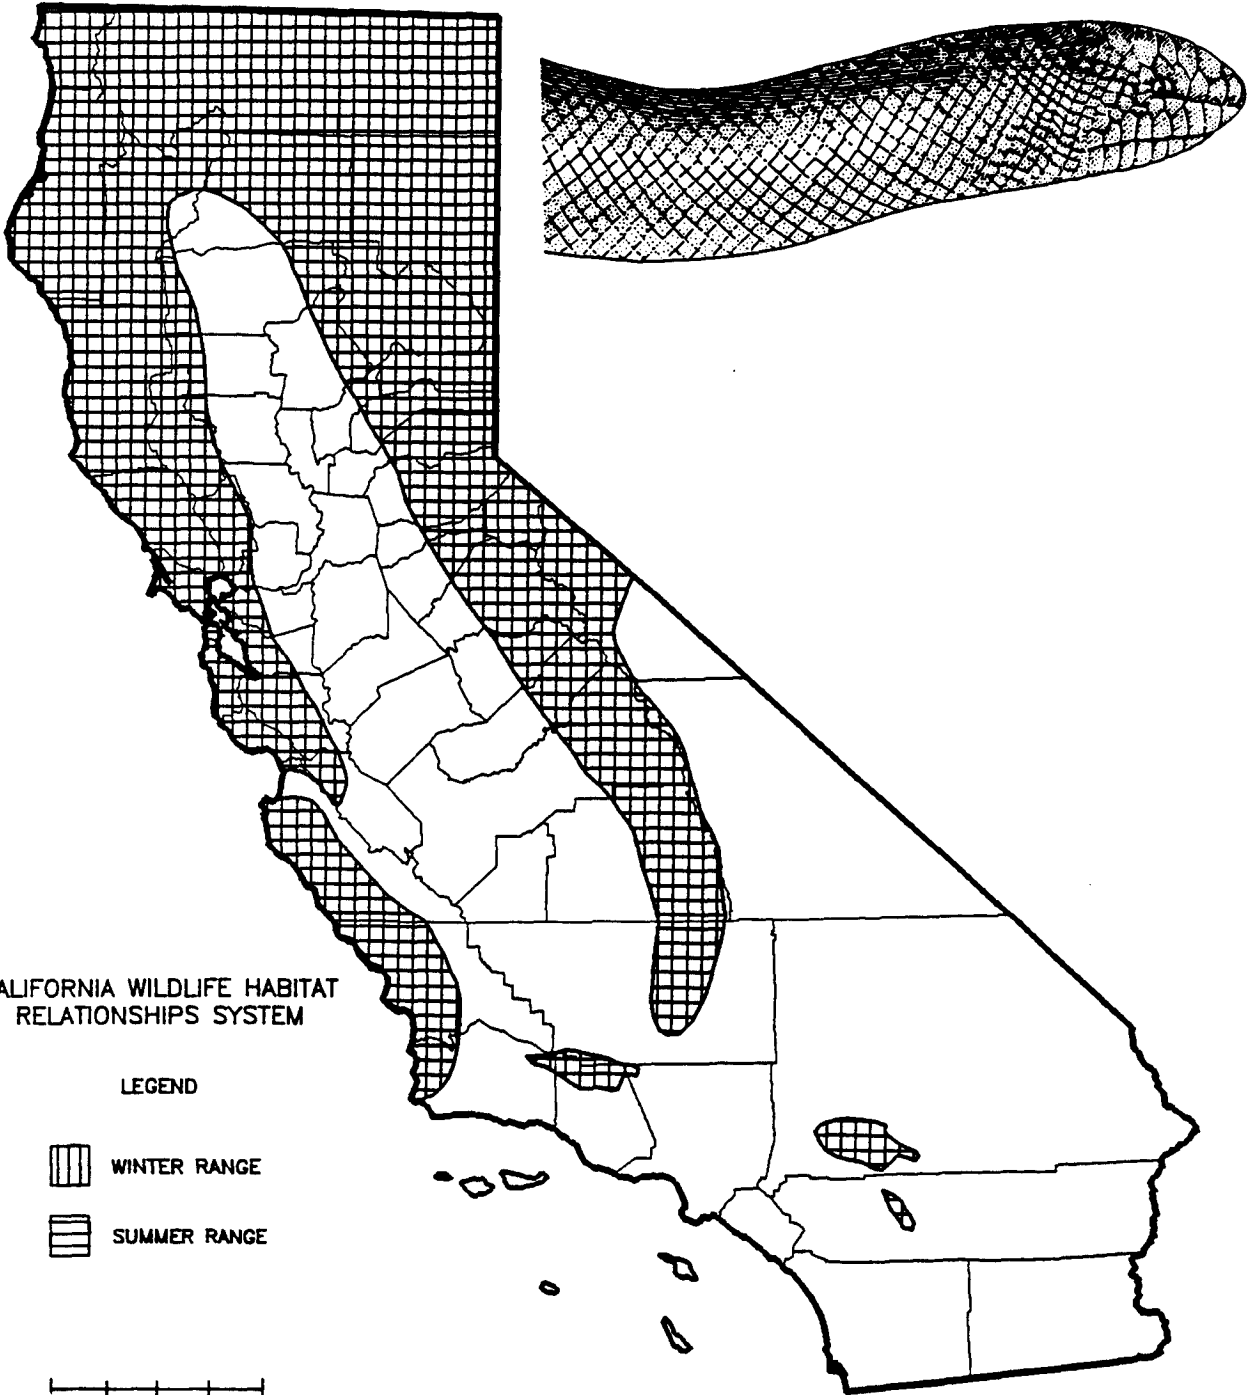 ALIFORNIA WILDLIFE HABITAT
RELATIONSHIPS SYSTEM
LEGEND
WINTER RANGE
SUMMER RANGE